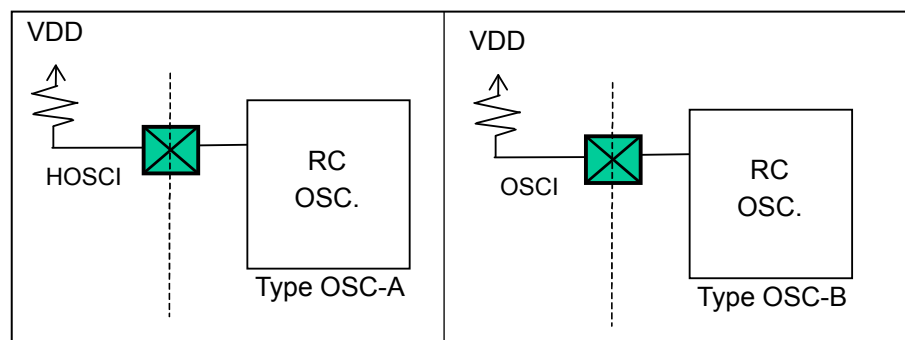 VDD
HOSCI
RC
OSC.
Type OSC-A
VDD
OSCI
RC
OSC.
Type OSC-B